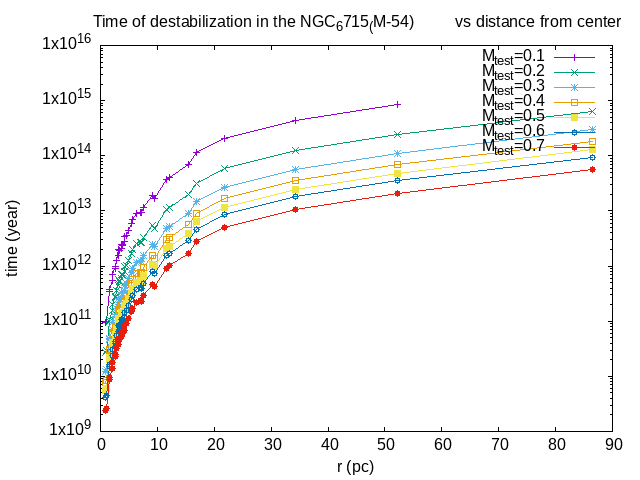 Time of destabilization in the NGC6715(M-54) vs distance from center
1x10^16
1x10^15
1x10^14
1x10^13
1x10^12
1x10^11
1x10^10
1x10^9
Mtest=0.1
Mtest=0.2
Mtest=0.3
Mtest=0.4
Mtest=0.5
Mtest=0.6
Mtest=0.7
time (year)
0 10 20 30 40 50 60 70 80 90
r (pc)